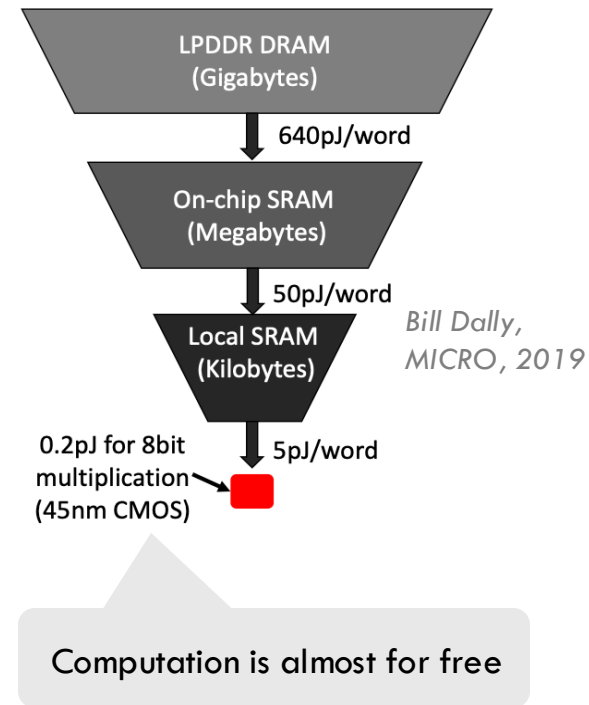 LPDDR DRAM
(Gigabytes)
640pJ/word
On-chip SRAM
(Megabytes)
50pJ/word
Bill Dally,
MICRO, 2019
Local SRAM
(Kilobytes)
5pJ/word
0.2pJ for 8bit
multiplication
(45nm CMOS)
Computation is almost for free